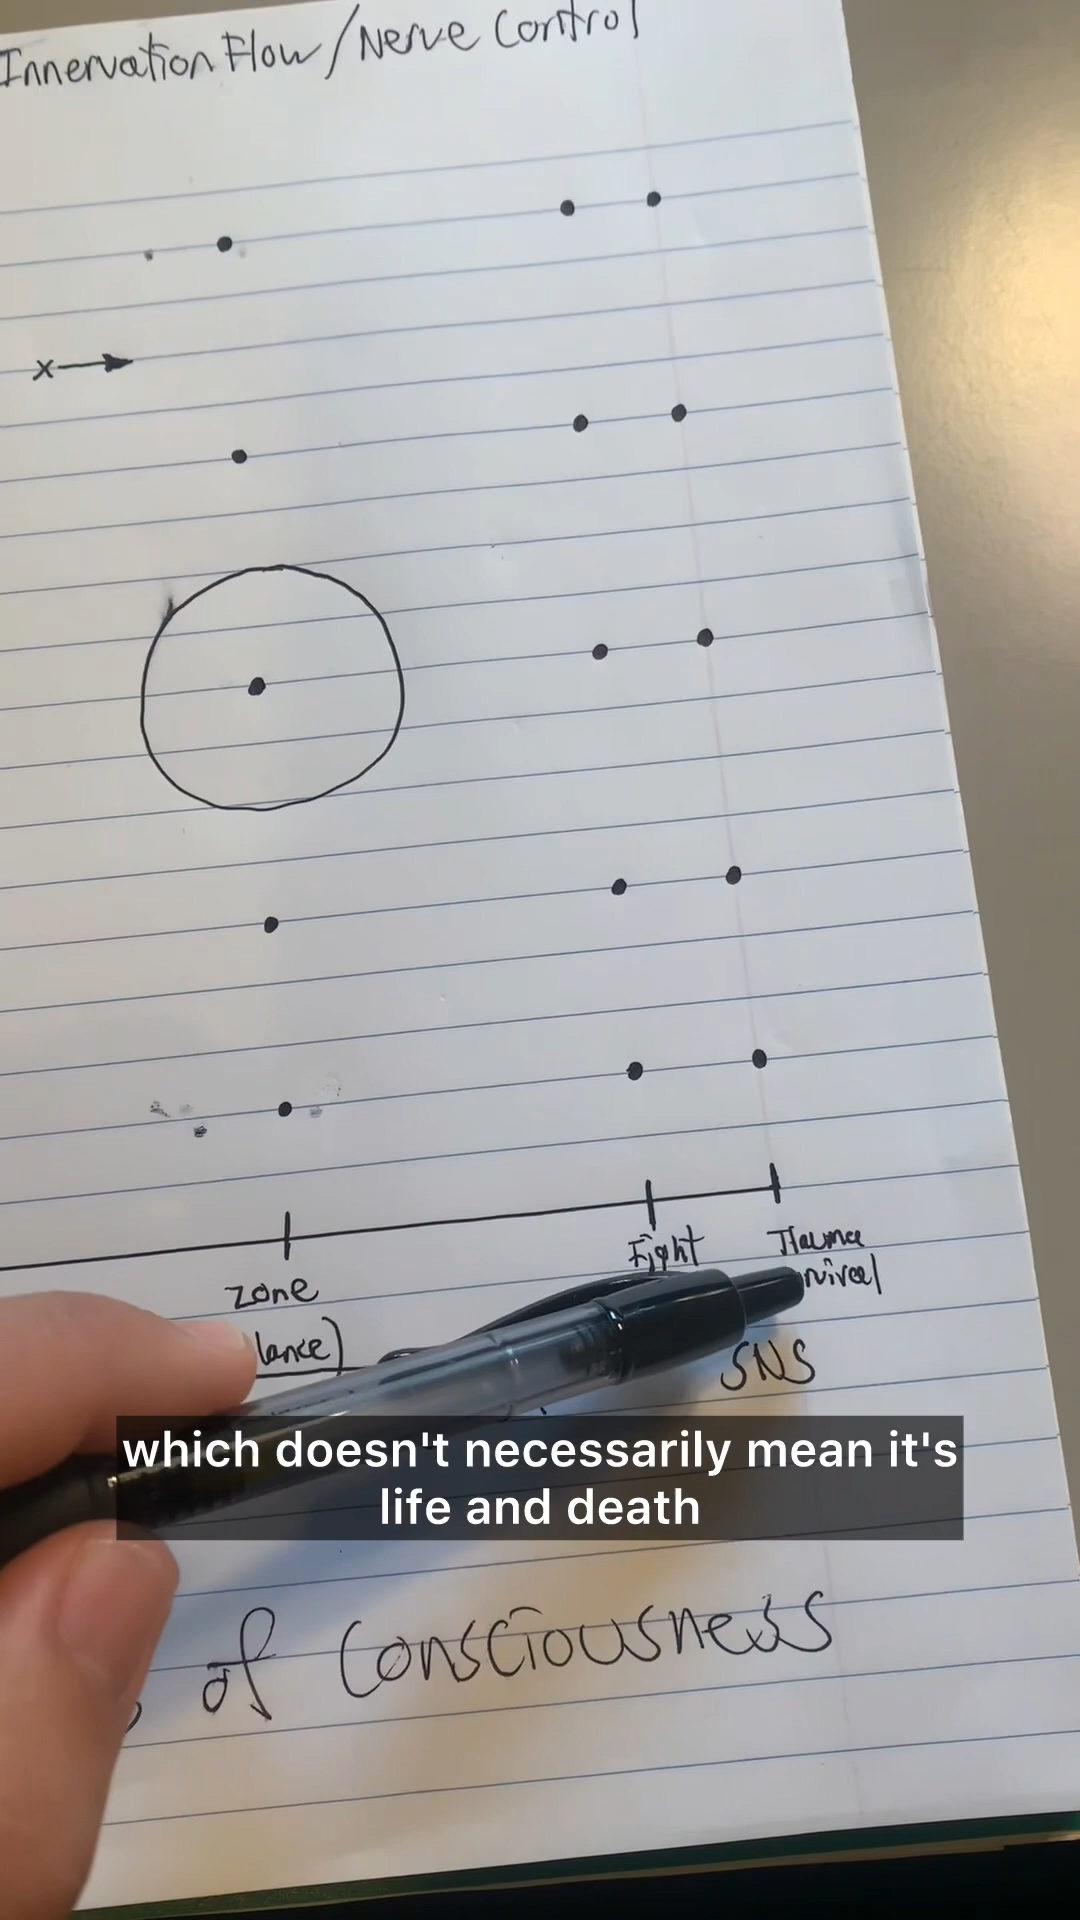 Innervation Flow/Nerve Control
x
Fight
Trauma
zone
rvival
lance)
SNS
which doesn't necessarily mean it's
life and death
of Consciousness